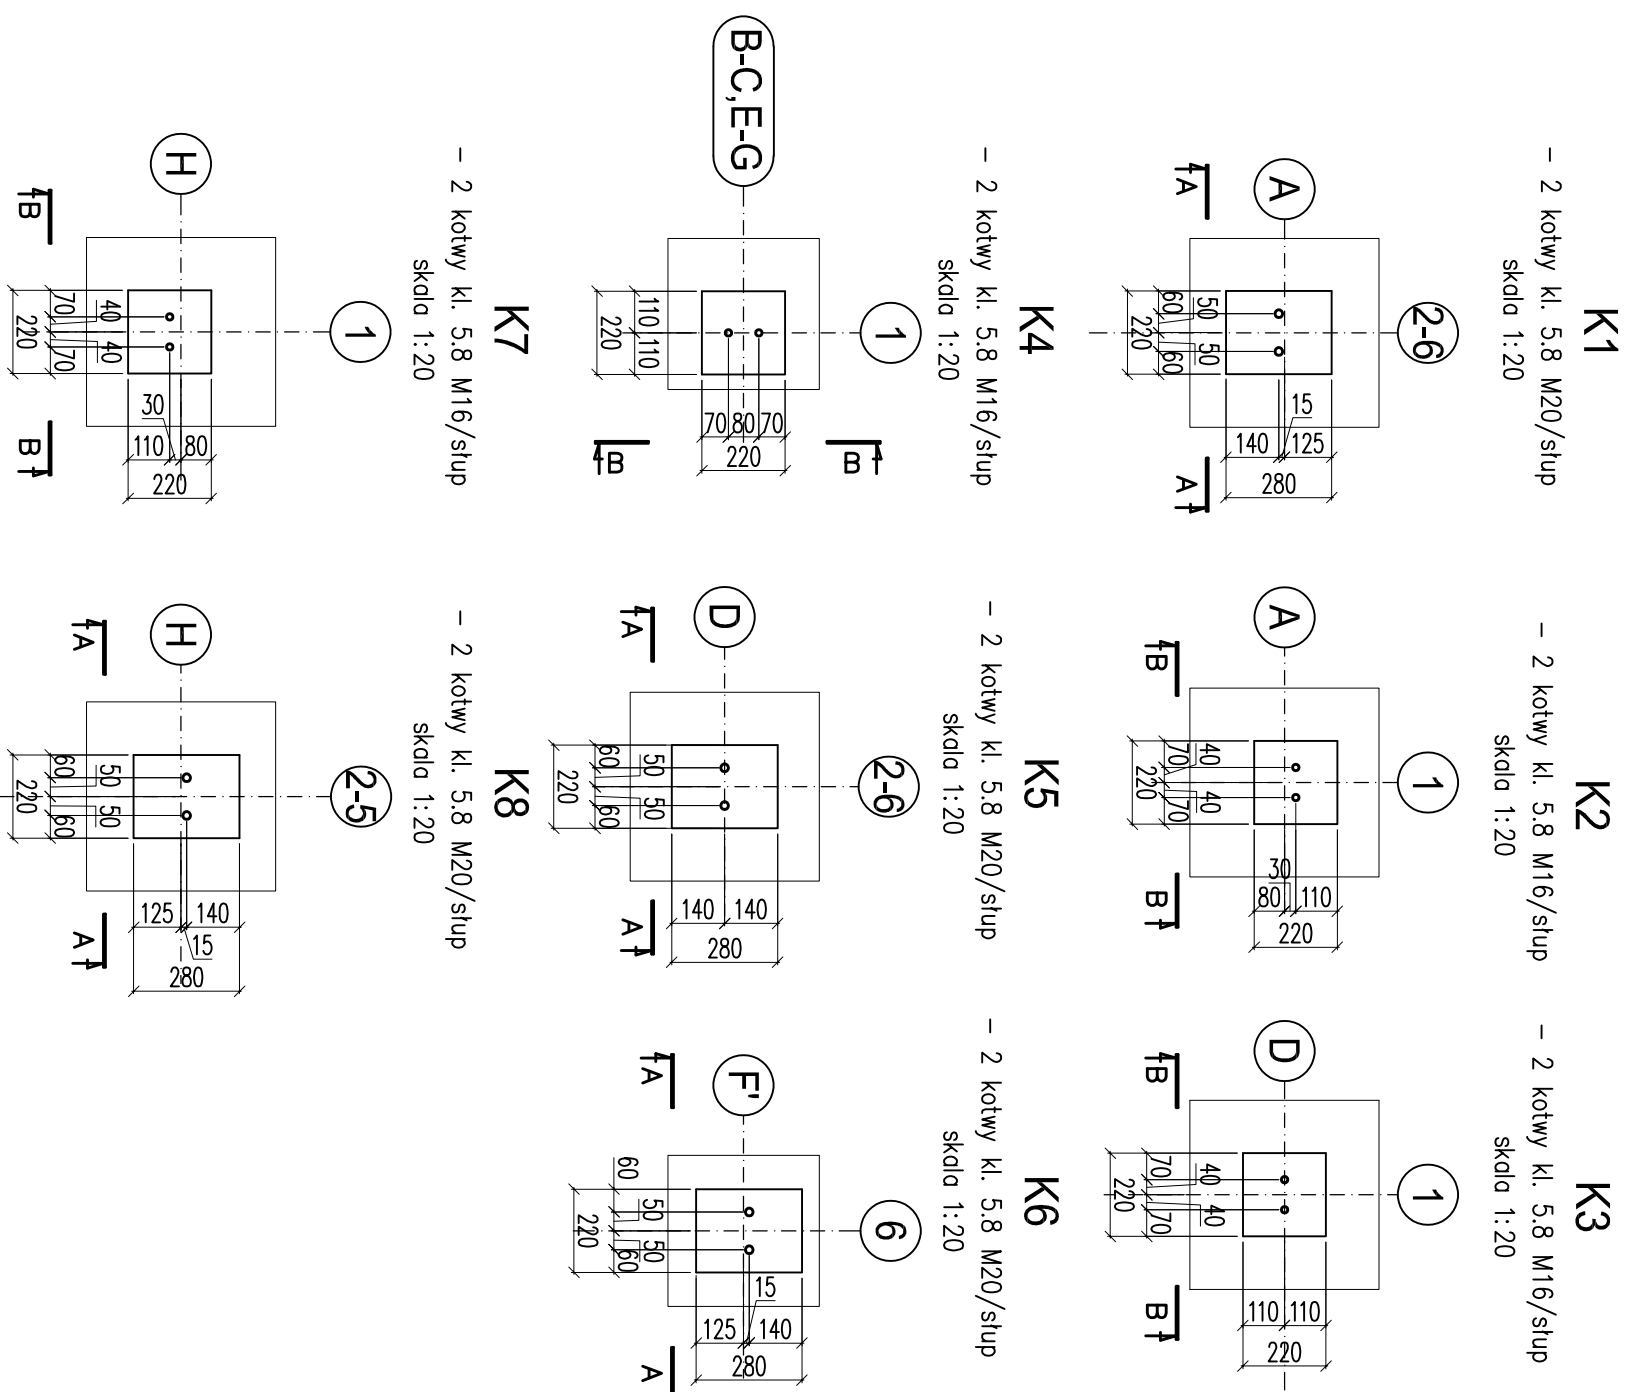 K1
- 2 kotwy kl. 5.8 M20/słup
skala 1:20
A
2-6
60
50
50
60
220
15
140
125
280
A
A
K2
- 2 kotwy kl. 5.8 M16/słup
skala 1:20
A
1
70
40
40
70
220
30
80
110
220
B
B
K3
- 2 kotwy kl. 5.8 M16/słup
skala 1:20
D
1
70
40
40
70
220
110
110
220
B
B
K4
- 2 kotwy kl. 5.8 M16/słup
skala 1:20
B-C,E-G
1
110
110
220
70
80
70
220
B
B
K5
- 2 kotwy kl. 5.8 M20/słup
skala 1:20
D
2-6
60
50
50
60
220
140
140
280
A
A
K6
- 2 kotwy kl. 5.8 M20/słup
skala 1:20
F'
6
60
50
50
60
220
15
125
140
280
A
A
K7
- 2 kotwy kl. 5.8 M16/słup
skala 1:20
H
1
70
40
40
70
220
30
110
80
220
B
B
K8
- 2 kotwy kl. 5.8 M20/słup
skala 1:20
H
2-5
60
50
50
60
220
125
140
15
280
A
A